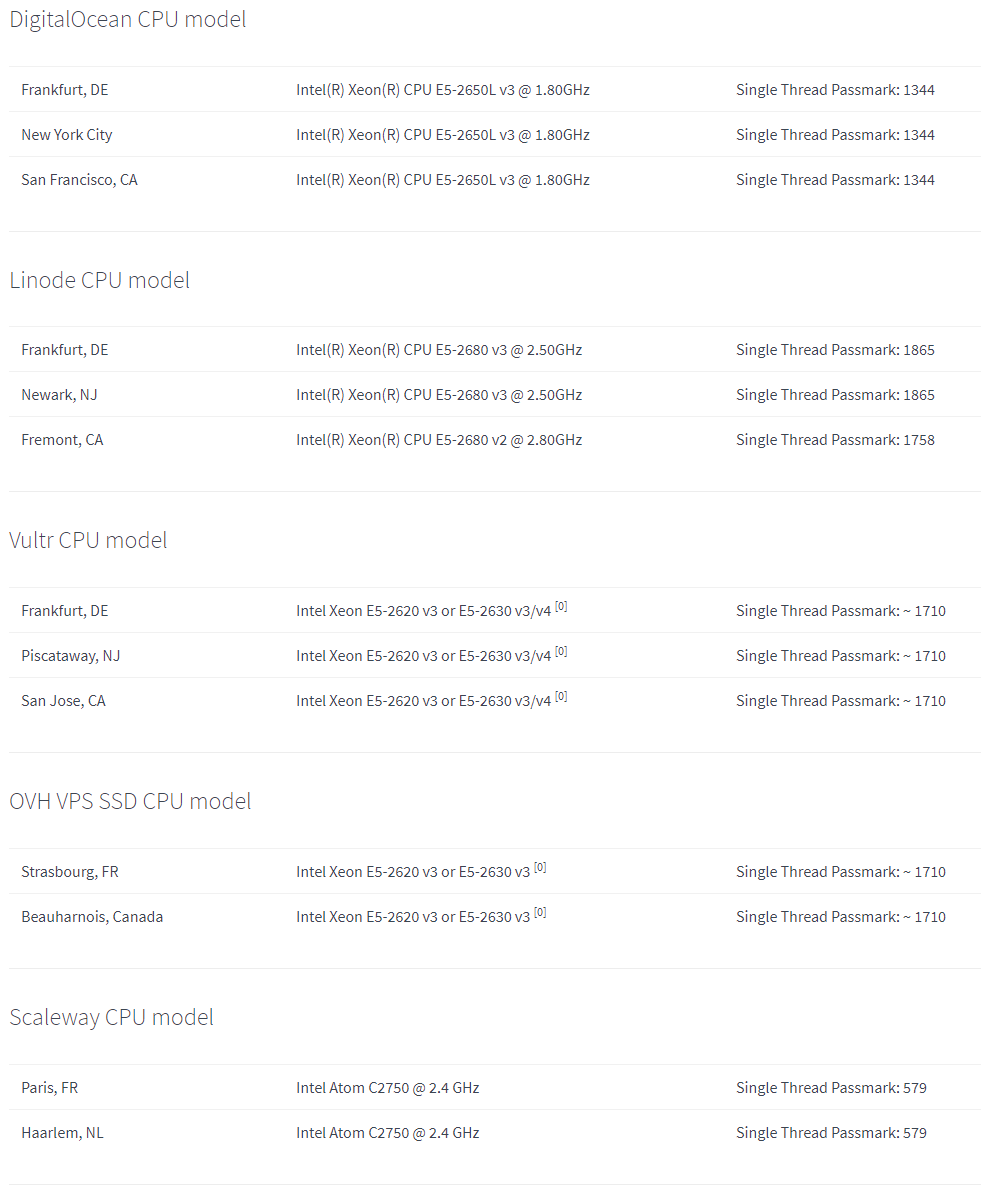 DigitalOcean CPU model
Frankfurt, DE Intel(R) Xeon(R) CPU E5-2650L v3 @ 1.80GHz Single Thread Passmark: 1344
New York City Intel(R) Xeon(R) CPU E5-2650L v3 @ 1.80GHz Single Thread Passmark: 1344
San Francisco, CA Intel(R) Xeon(R) CPU E5-2650L v3 @ 1.80GHz Single Thread Passmark: 1344
Linode CPU model
Frankfurt, DE Intel(R) Xeon(R) CPU E5-2680 v3 @ 2.50GHz Single Thread Passmark: 1865
Newark, NJ Intel(R) Xeon(R) CPU E5-2680 v3 @ 2.50GHz Single Thread Passmark: 1865
Fremont, CA Intel(R) Xeon(R) CPU E5-2680 v2 @ 2.80GHz Single Thread Passmark: 1758
Vultr CPU model
Frankfurt, DE Intel Xeon E5-2620 v3 or E5-2630 v3/v4 [0] Single Thread Passmark: ~ 1710
Piscataway, NJ Intel Xeon E5-2620 v3 or E5-2630 v3/v4 [0] Single Thread Passmark: ~ 1710
San Jose, CA Intel Xeon E5-2620 v3 or E5-2630 v3/v4 [0] Single Thread Passmark: ~ 1710
OVH VPS SSD CPU model
Strasbourg, FR Intel Xeon E5-2620 v3 or E5-2630 v3 [0] Single Thread Passmark: ~ 1710
Beauharnois, Canada Intel Xeon E5-2620 v3 or E5-2630 v3 [0] Single Thread Passmark: ~ 1710
Scaleway CPU model
Paris, FR Intel Atom C2750 @ 2.4 GHz Single Thread Passmark: 579
Haarlem, NL Intel Atom C2750 @ 2.4 GHz Single Thread Passmark: 579